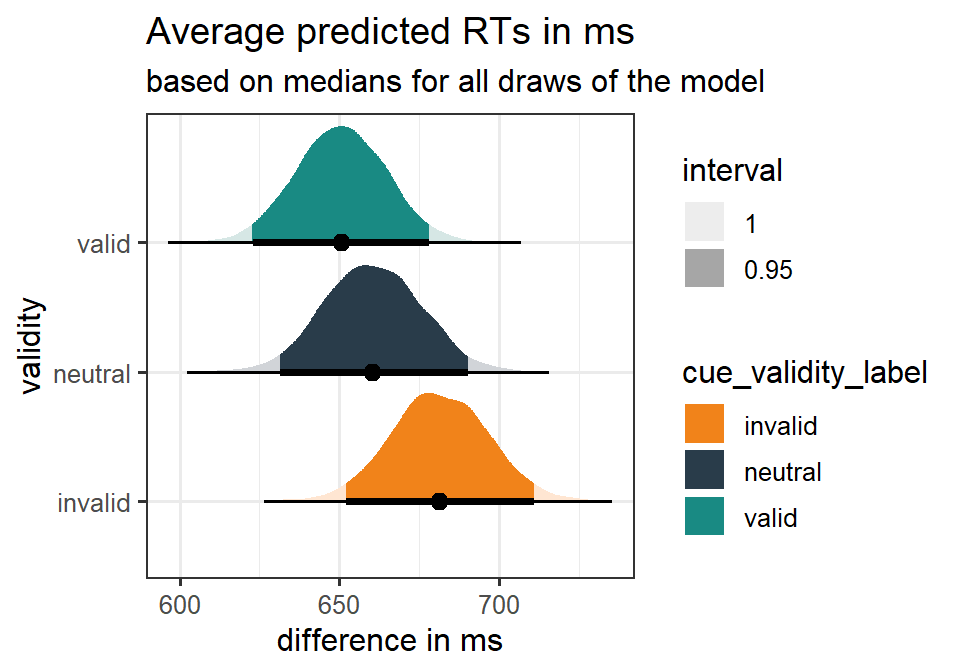 Average predicted RTs in ms
based on medians for all draws of the model
validity
valid
neutral
invalid
600 650 700
difference in ms
interval
1
0.95
cue_validity_label
invalid
neutral
valid